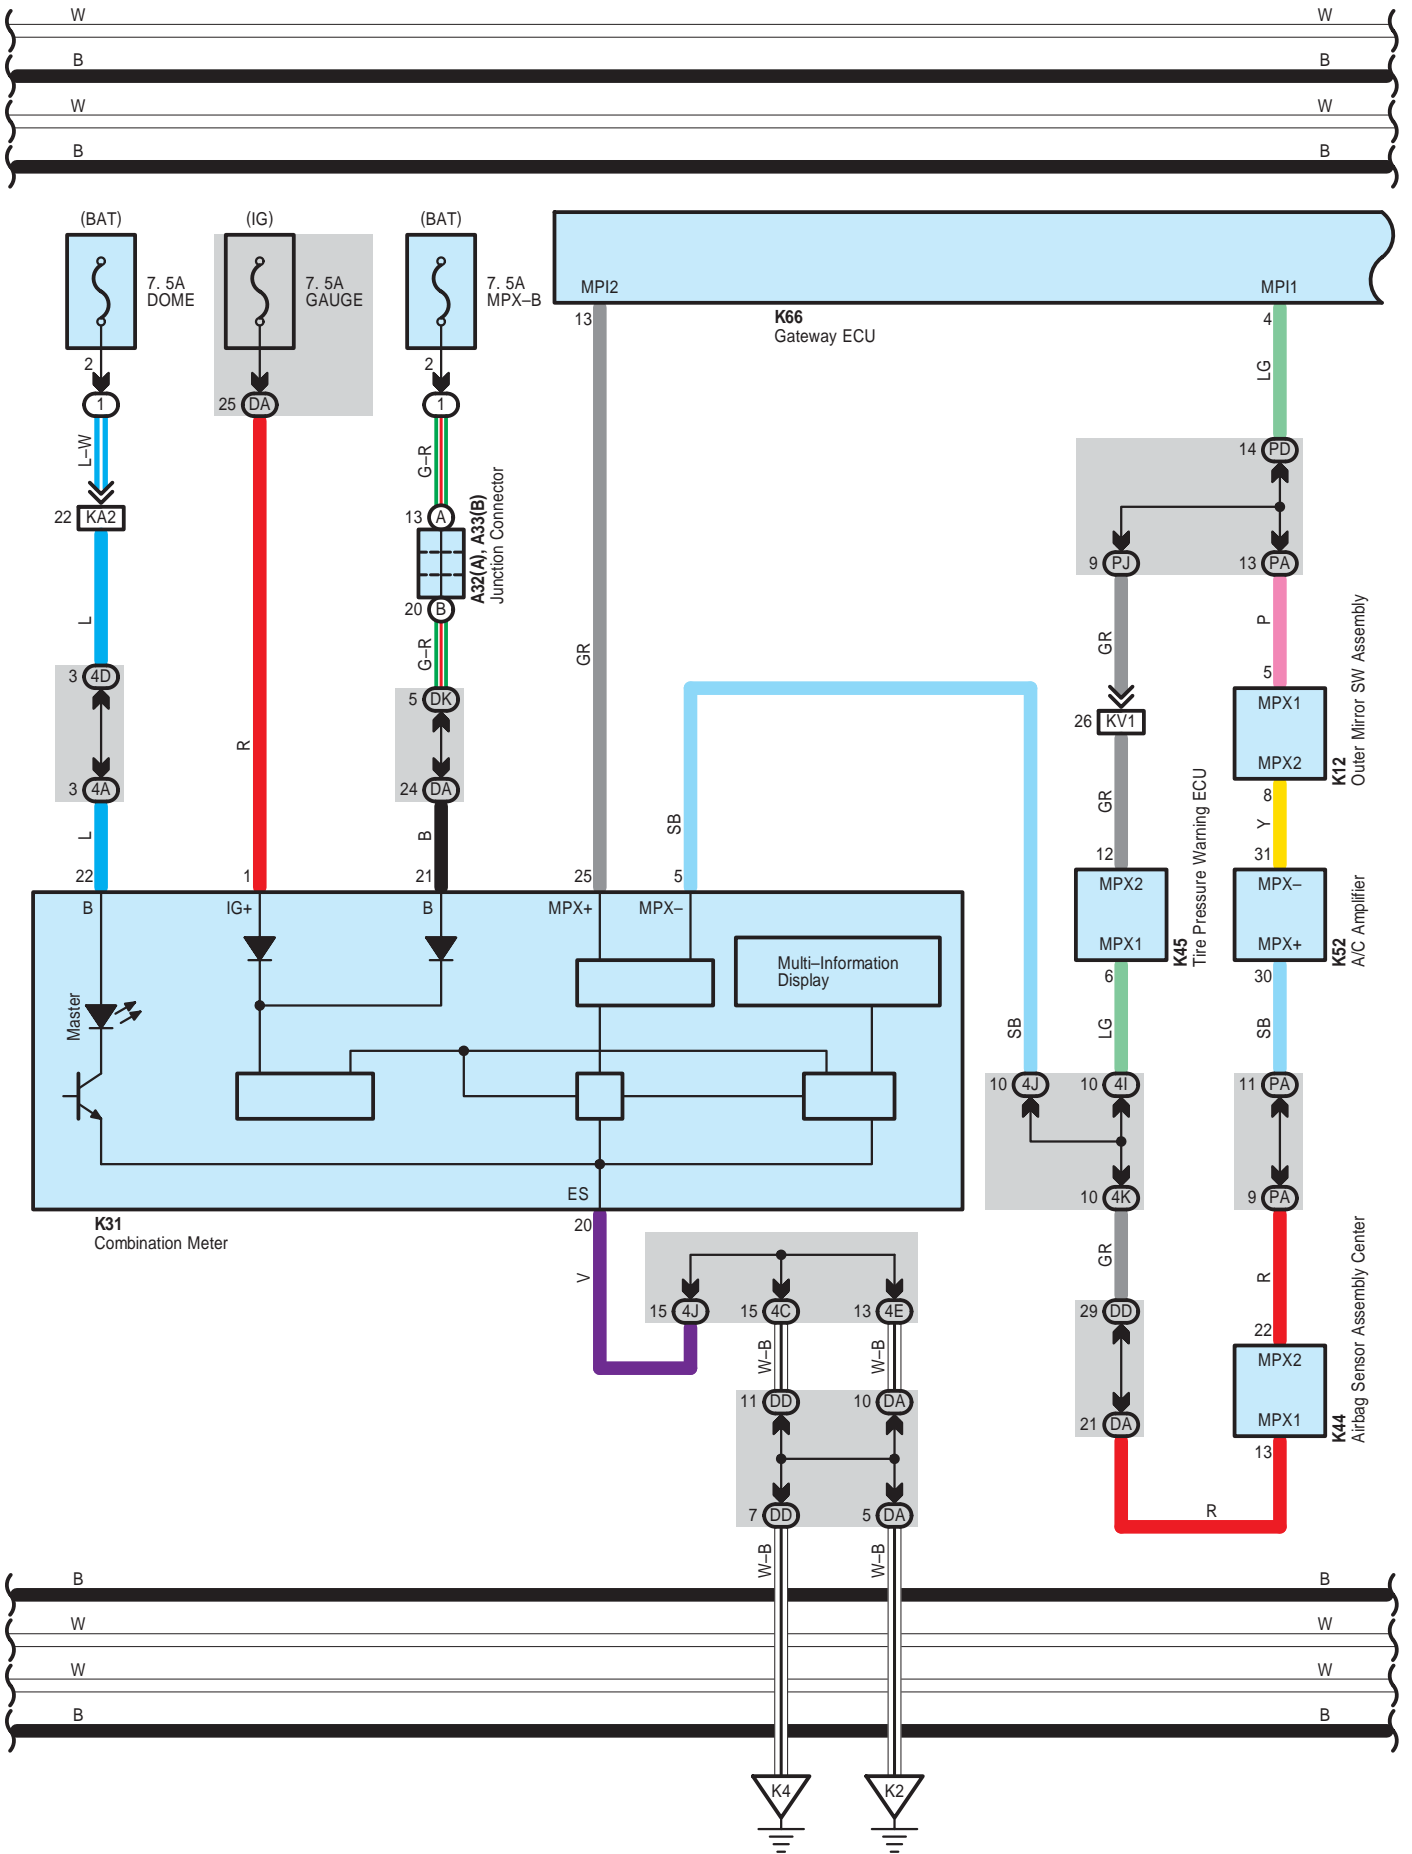 W W
B B
W W
B B
(BAT) (IG) (BAT)
7. 5A
DOME
7. 5A
GAUGE
7. 5A
MPX–B
MPI2 MPI1
13 K66 4
Gateway ECU
2 2
1 25 DA 1
LG
L–W
G–R
14 PD
22 KA2
13 A
A32(A), A33(B)
Junction Connector
9 PJ 13 PA
20 B
L
G–R
GR
GR
P
3 4D
5 DK
5
MPX1
MPX2
K12
Outer Mirror SW Assembly
26 KV1
R
3 4A
24 DA
8
L
B
SB
GR
Y
22 1 21 25 5
12 31
B IG+ B MPX+ MPX–
MPX2 MPX–
MPX1 MPX+
K45
Tire Pressure Warning ECU
K52
A/C Amplifier
Multi–Information
Display
6 30
Master
SB
LG
SB
10 4J 10 4I 11 PA
ES
10 4K 9 PA
K31
Combination Meter
20
V
GR
R
15 4J 15 4C 13 4E
29 DD
22
W–B
W–B
MPX2
MPX1
K44
Airbag Sensor Assembly Center
11 DD 10 DA
21 DA
13
7 DD 5 DA
R
W–B
W–B
B B
W W
W W
B B
K4 K2